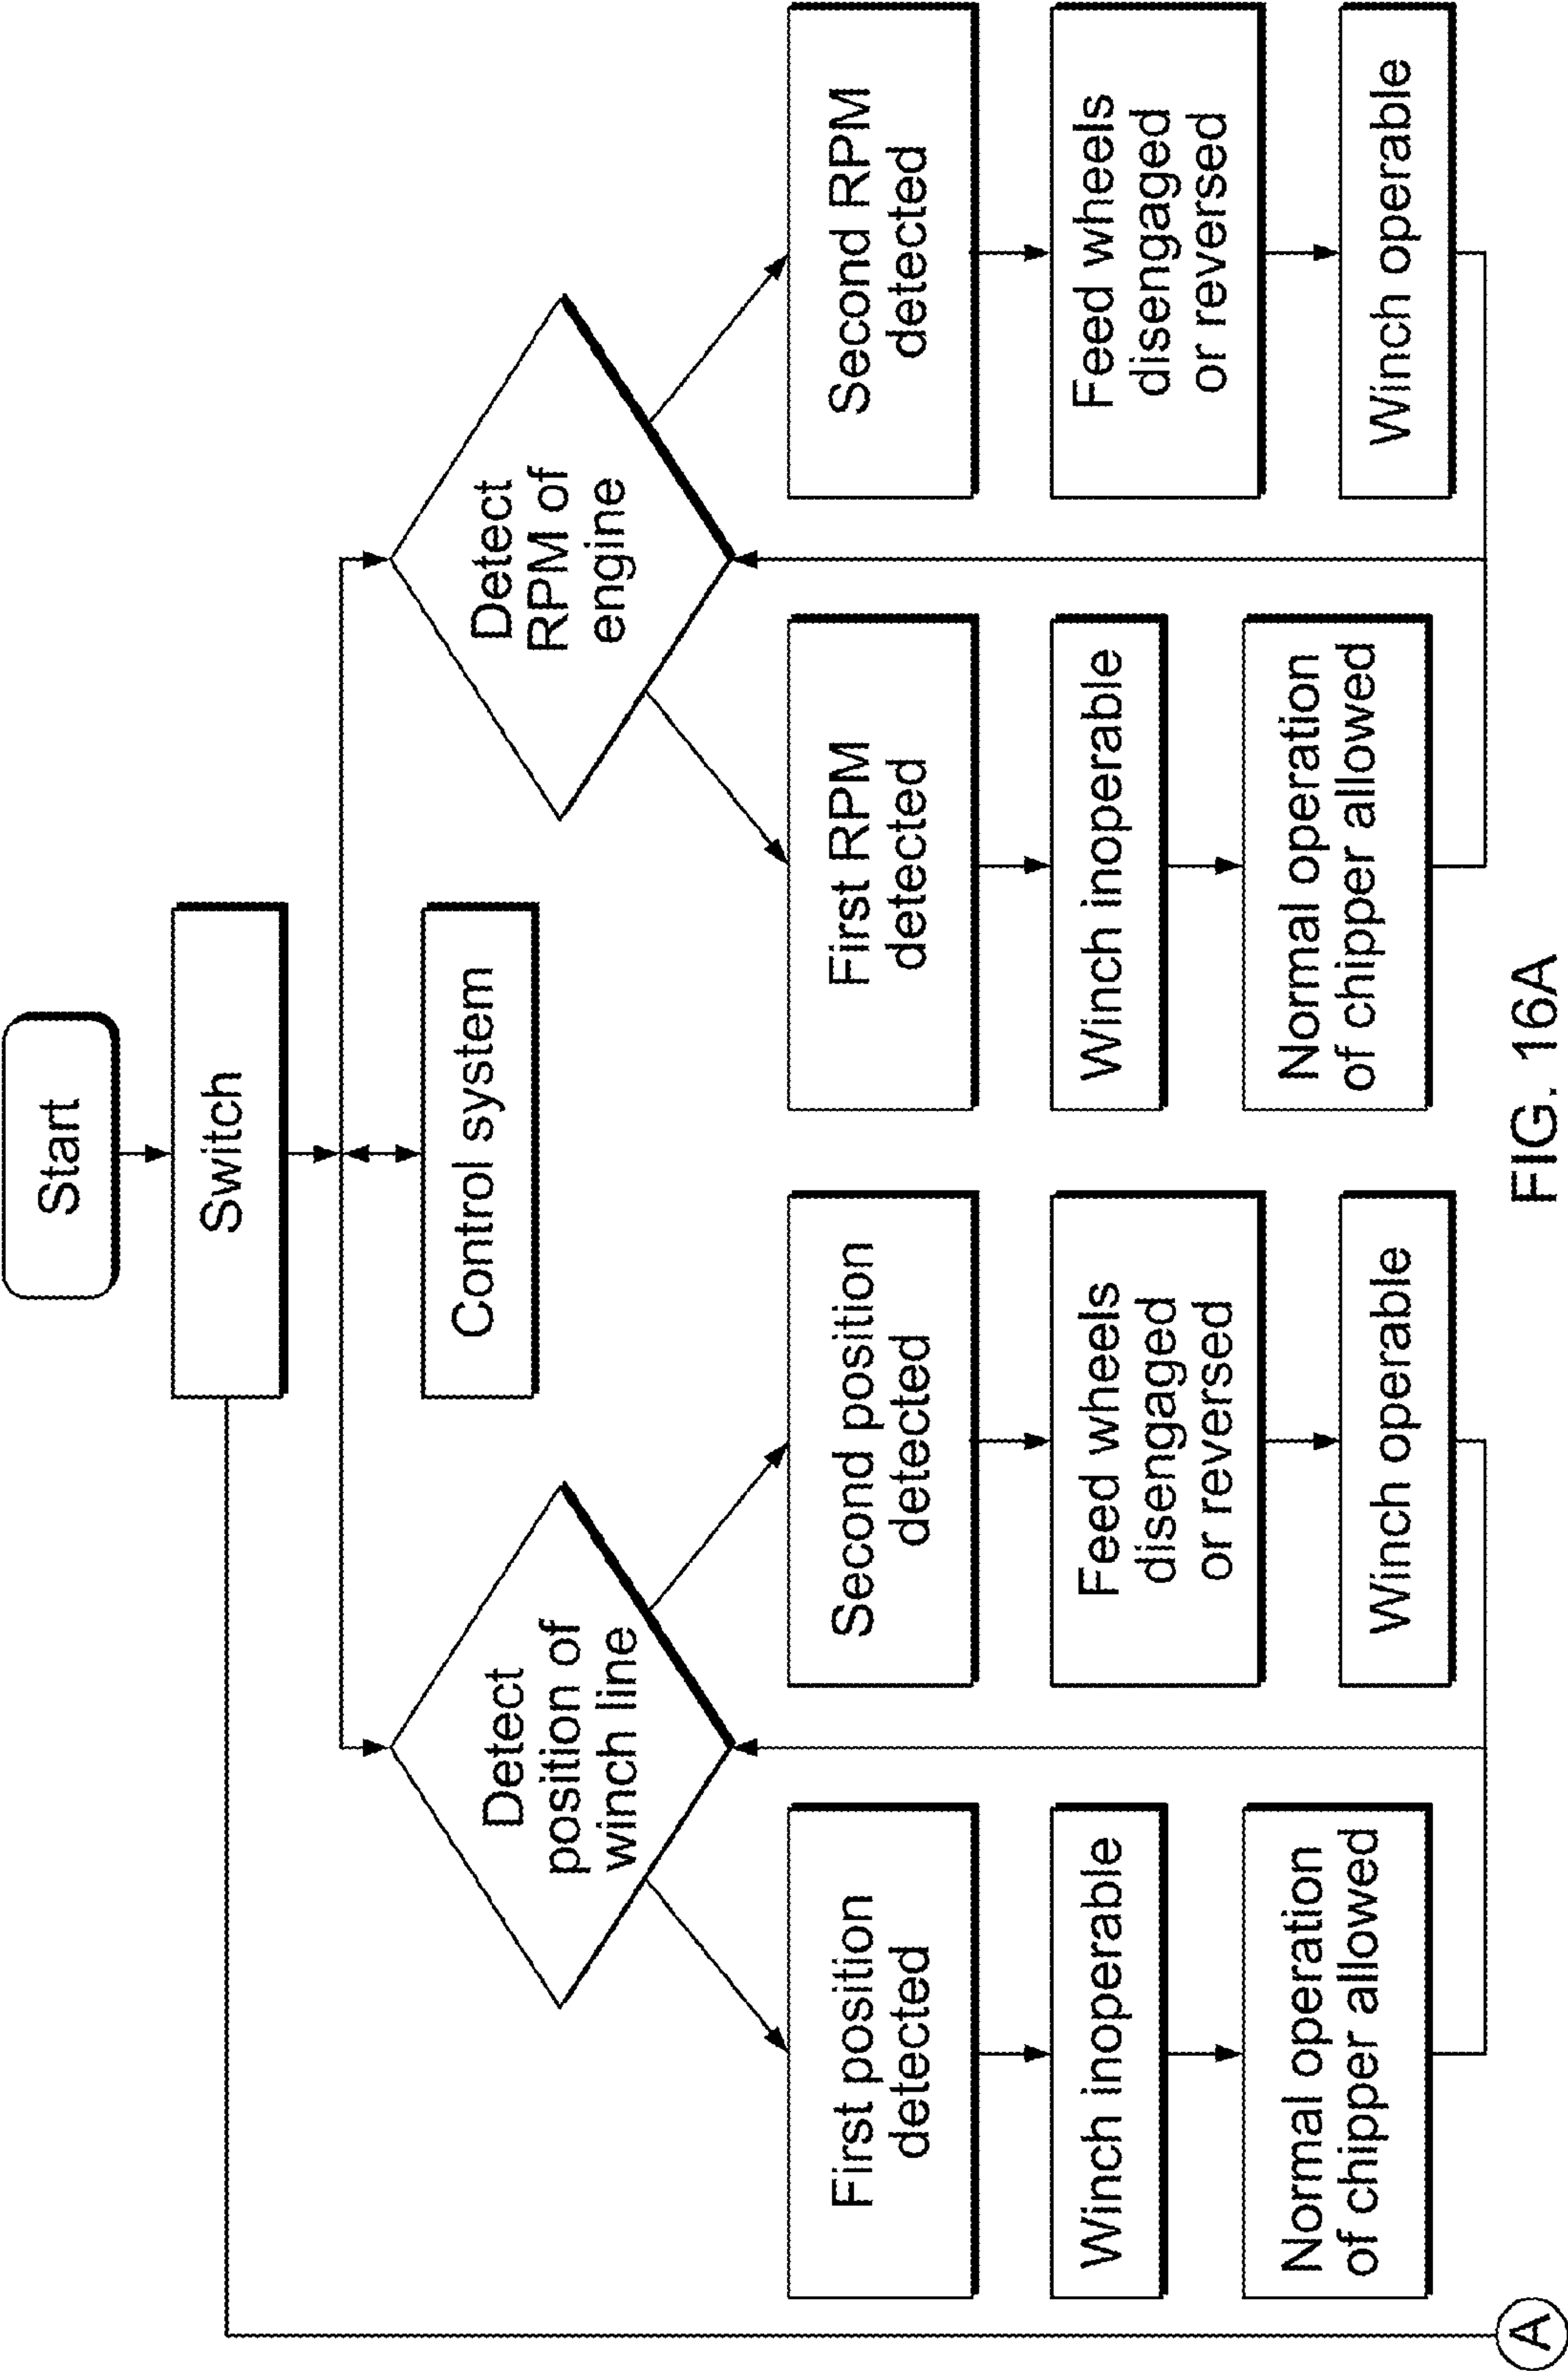 Start
Switch
Control system
Detect
position of
winch line
Detect
RPM of
engine
First position
detected
Second position
detected
First RPM
detected
Second RPM
detected
Winch inoperable
Feed wheels
disengaged
or reversed
Winch inoperable
Feed wheels
disengaged
or reversed
Normal operation
of chipper allowed
Winch operable
Normal operation
of chipper allowed
Winch operable
A
FIG. 16A